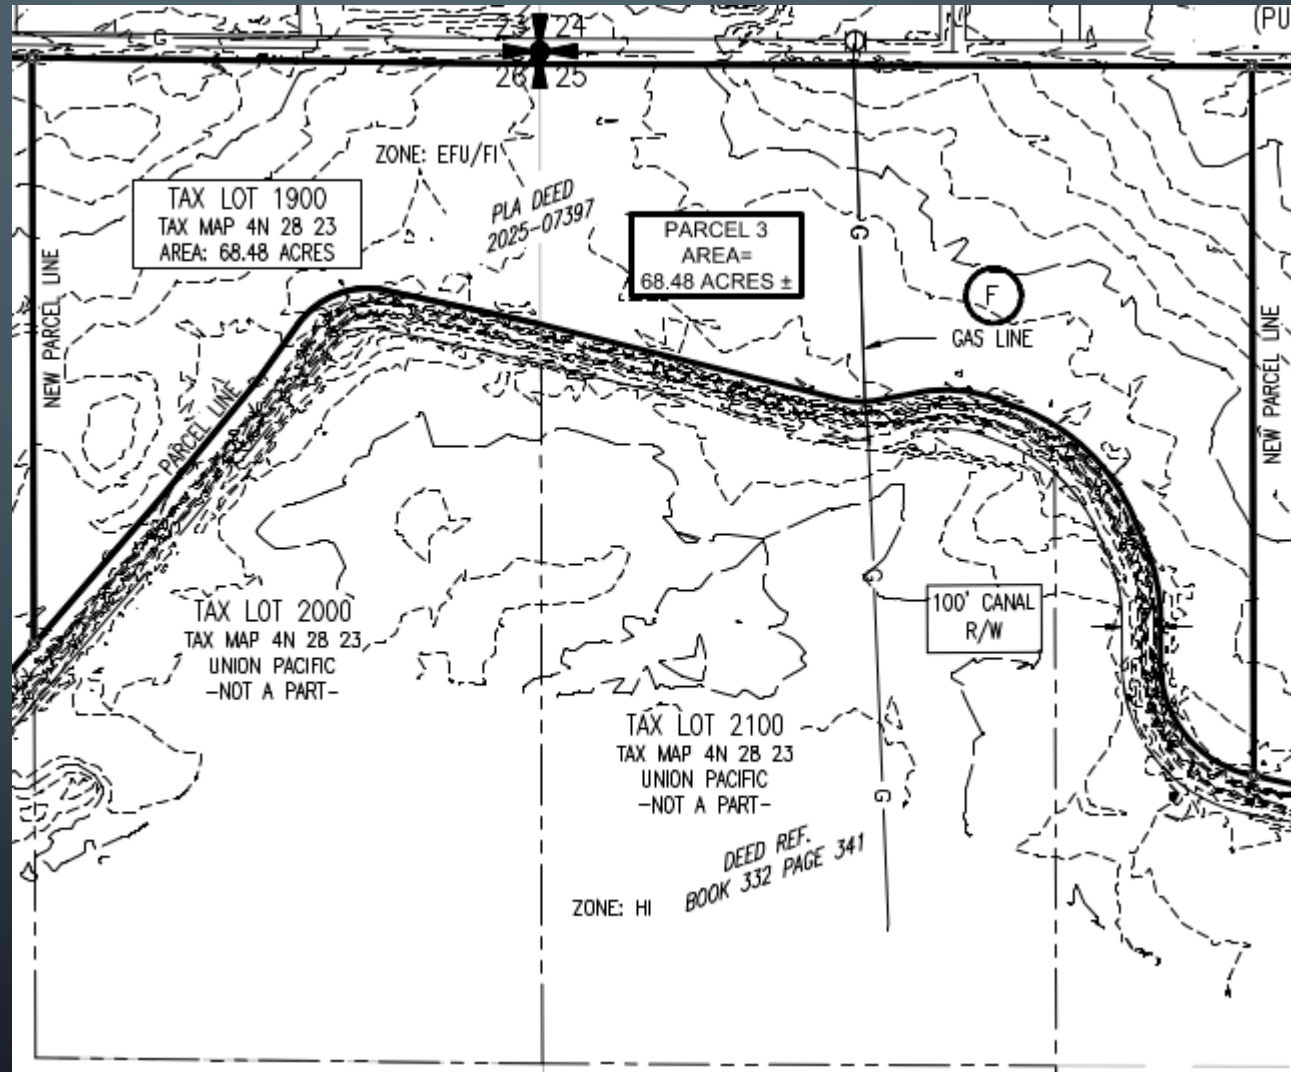 (PU
23 24
26 25
G
ZONE: EFU/FI
TAX LOT 1900
TAX MAP 4N 28 23
AREA: 68.48 ACRES
PLA DEED
2025-07397
PARCEL 3
AREA=
68.48 ACRES ±
G
F
GAS LINE
NEW PARCEL LINE
NEW PARCEL LINE
PARCEL LINE
G
100' CANAL
R/W
TAX LOT 2000
TAX MAP 4N 28 23
UNION PACIFIC
-NOT A PART-
TAX LOT 2100
TAX MAP 4N 28 23
UNION PACIFIC
-NOT A PART-
G
DEED REF.
BOOK 332 PAGE 341
ZONE: HI